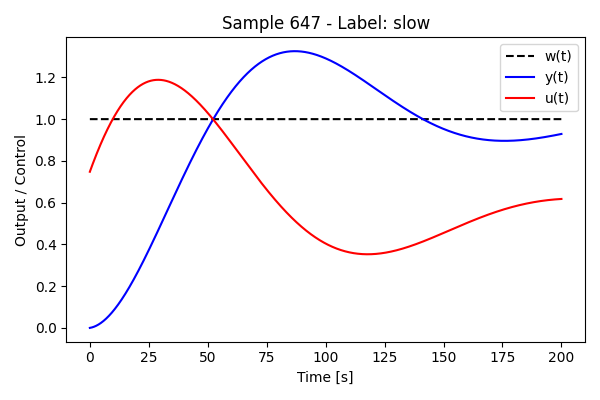 Sample 647 - Label: slow
w(t)
y(t)
u(t)
Output / Control
1.2
1.0
0.8
0.6
0.4
0.2
0.0
0 25 50 75 100 125 150 175 200
Time [s]